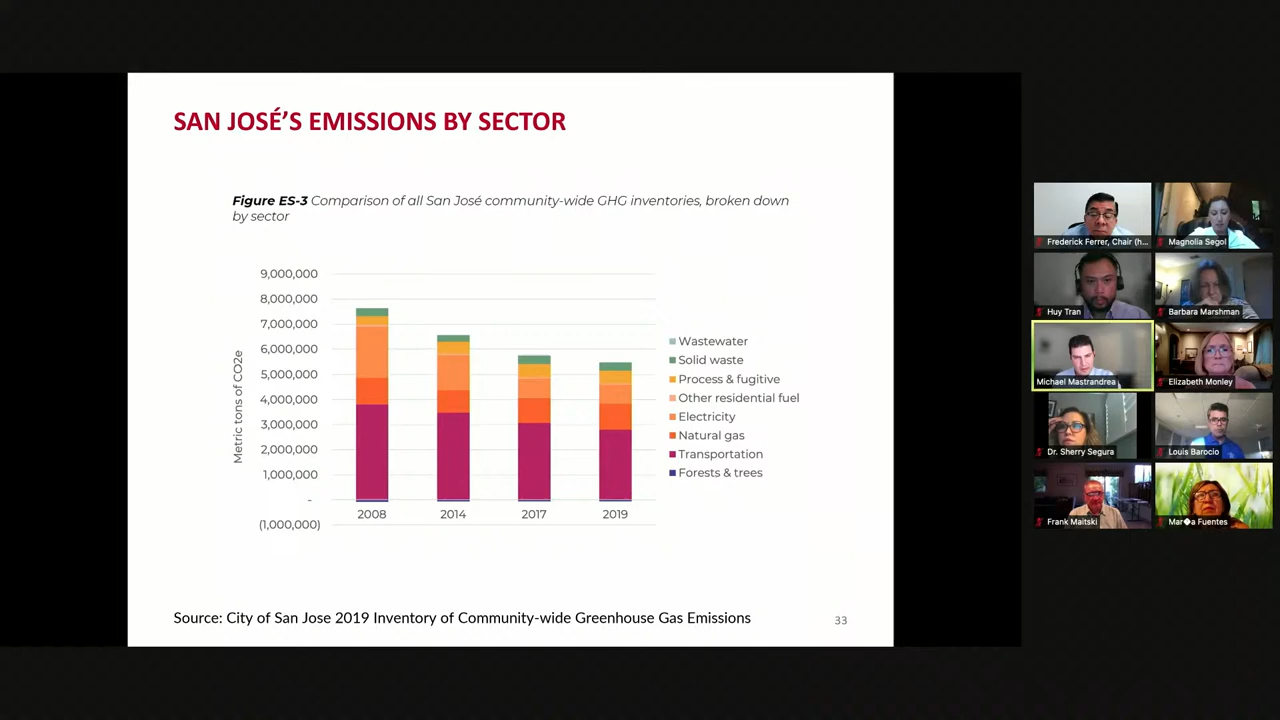 SAN JOSÉ'S EMISSIONS BY SECTOR
Figure ES-3 Comparison of all San José community-wide GHG inventories, broken down
by sector
Metric tons of CO2e
9,000,000
8,000,000
7,000,000
6,000,000
5,000,000
4,000,000
3,000,000
2,000,000
1,000,000
-
(1,000,000)
2008
2014
2017
2019
Wastewater
Solid waste
Process & fugitive
Other residential fuel
Electricity
Natural gas
Transportation
Forests & trees
Source: City of San Jose 2019 Inventory of Community-wide Greenhouse Gas Emissions
33
Frederick Ferrer, Chair (h...
Magnolia Segol
Huy Tran
Barbara Marshman
Michael Mastrandrea
Elizabeth Monley
Dr. Sherry Segura
Louis Barocio
Frank Maitski
Mar�a Fuentes